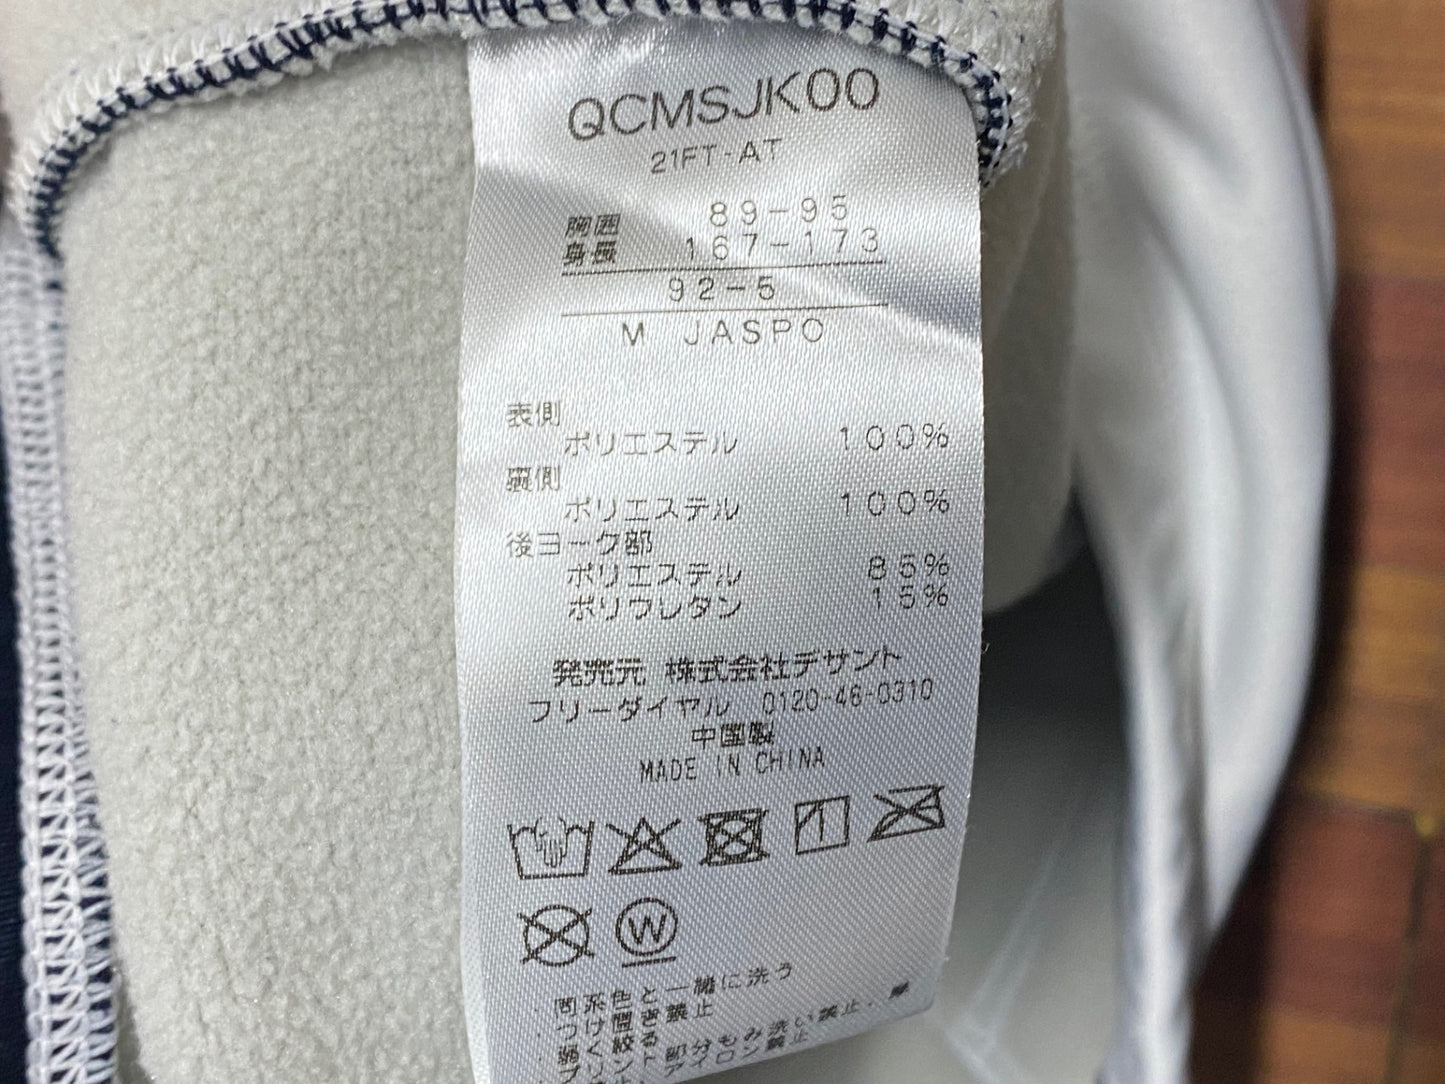 QCMSJK00
21FT-AT
胸囲 89-95
身長 167-173
92-5
M JASPO
表側
ポリエステル 100%
裏側
ポリエステル 100%
後ヨーク部
ポリエステル 85%
ポリウレタン 15%
発売元 株式会社デサント
フリーダイヤル 0120-46-0310
中国製
MADE IN CHINA
W
・同系色と一緒に洗う
・つけ置き禁止
・弱く絞る